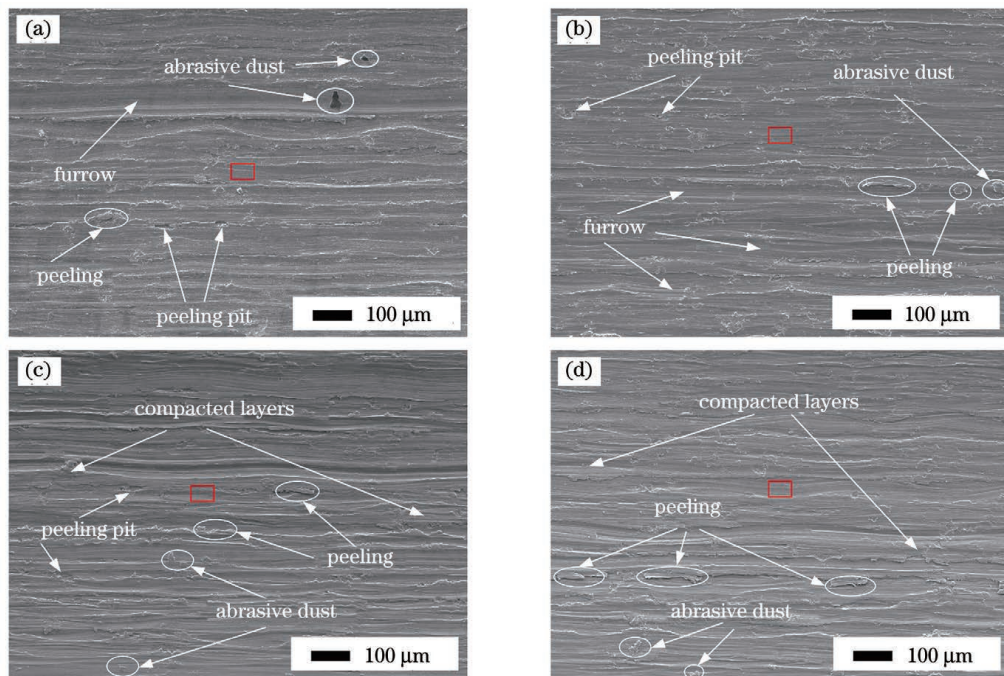 (a)
abrasive dust
furrow
peeling
peeling pit
100 μm
(b)
peeling pit
abrasive dust
furrow
peeling
100 μm
(c)
compacted layers
peeling pit
peeling
abrasive dust
100 μm
(d)
compacted layers
peeling
abrasive dust
100 μm